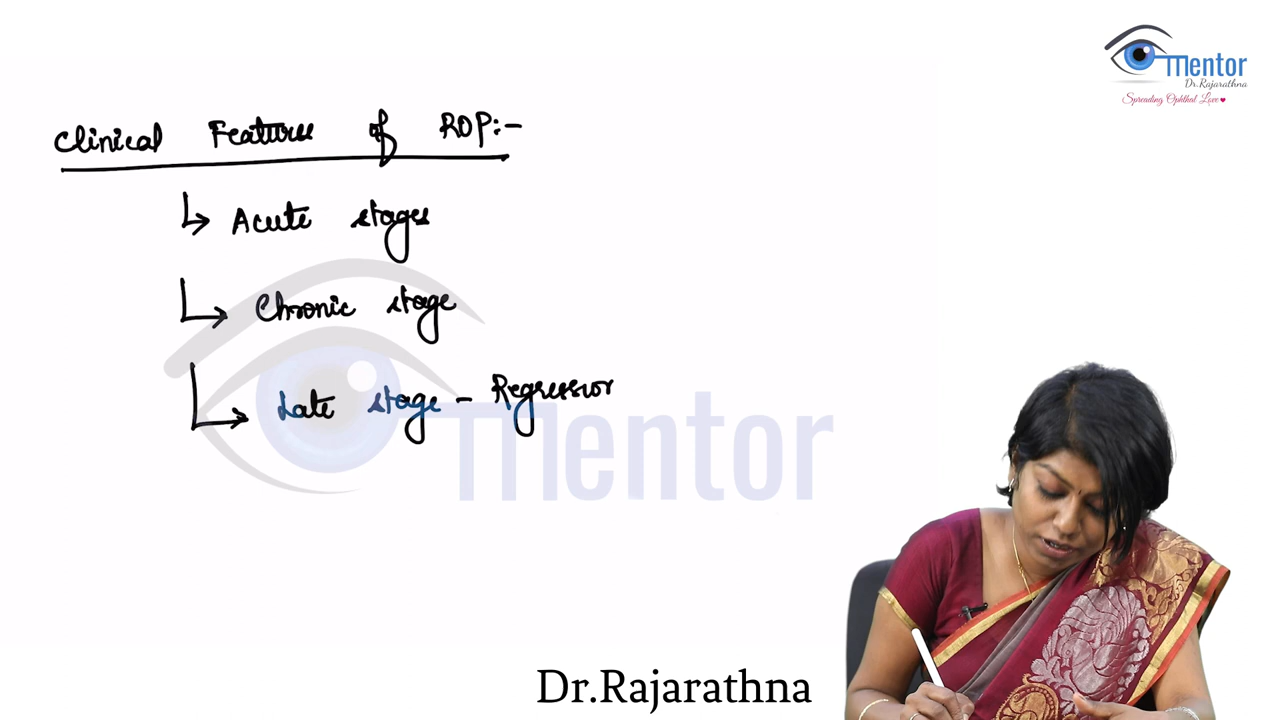 mentor
Dr.Rajarathna
Spreading Ophthal Love
Clinical Features of ROP:-
Acute stages
Chronic stage
Late stage - Regression
mentor
Dr.Rajarathna